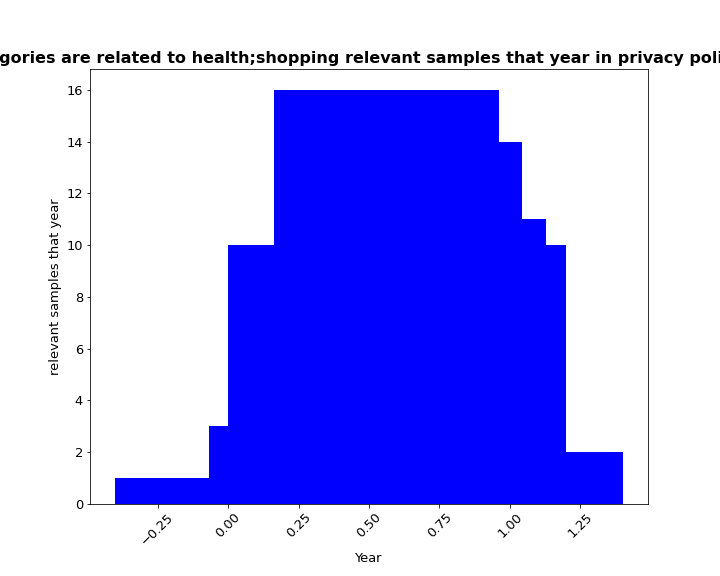 gories are related to health;shopping relevant samples that year in privacy poli
relevant samples that year
16
14
12
10
8
6
4
2
0
−0.25 0.00 0.25 0.50 0.75 1.00 1.25
Year